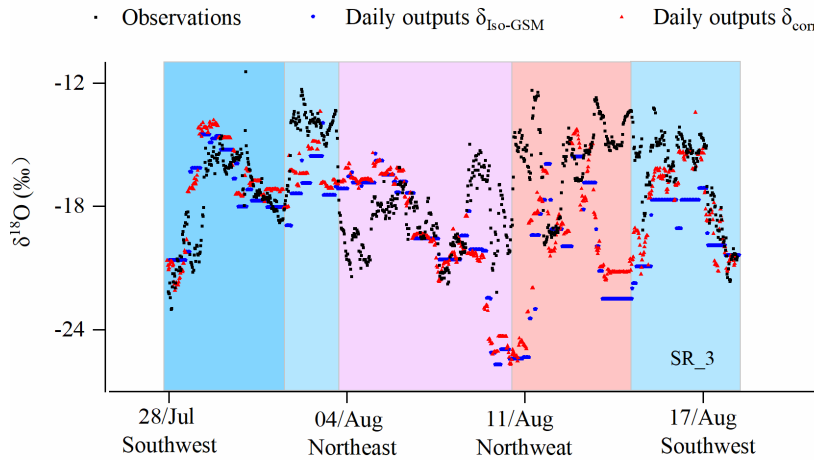 Observations Daily outputs δIso-GSM Daily outputs δcorr
δ18O (‰)
-12
-18
-24
SR_3
28/Jul 04/Aug 11/Aug 17/Aug
Southwest Northeast Northweat Southwest